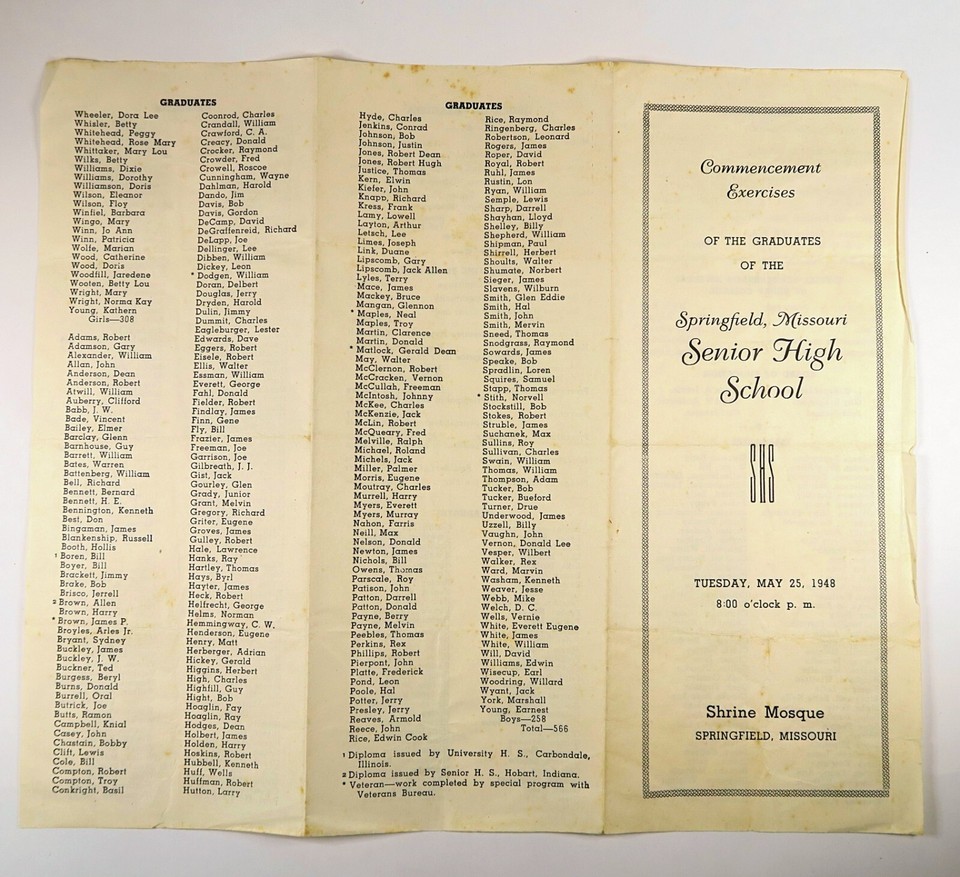 GRADUATES
Wheeler, Dora Lee
Whisler, Betty
Whitehead, Peggy
Whitehead, Rose Mary
Whittaker, Mary Lou
Wilks, Betty
Williams, Dixie
Williams, Dorothy
Williamson, Doris
Wilson, Eleanor
Wilson, Floy
Winfiel, Barbara
Wingo, Mary
Winn, Jo Ann
Winn, Patricia
Wolfe, Marian
Wood, Catherine
Wood, Doris
Woodfill, Jaredene
Wooten, Betty Lou
Wright, Mary
Wright, Norma Kay
Young, Kathern
Girls—308
Adams, Robert
Adamson, Gary
Alexander, William
Allan, John
Anderson, Dean
Anderson, Robert
Atwill, William
Auberry, Clifford
Babb, J. W.
Bade, Vincent
Bailey, Elmer
Barclay, Glenn
Barnhouse, Guy
Barrett, William
Bates, Warren
Battenberg, William
Bell, Richard
Bennett, Bernard
Bennett, H. E.
Bennington, Kenneth
Best, Don
Bingaman, James
Blankenship, Russell
Booth, Hollis
1 Boren, Bill
Boyer, Bill
Brackett, Jimmy
Brake, Bob
Brisco, Jerrell
2 Brown, Allen
Brown, Harry
* Brown, James P.
Broyles, Arles Jr.
Bryant, Sydney
Buckley, James
Buckley, J. W.
Buckner, Ted
Burgess, Beryl
Burns, Donald
Burrell, Oral
Butrick, Joe
Butts, Ramon
Campbell, Knial
Casey, John
Chastain, Bobby
Clift, Lewis
Cole, Bill
Compton, Robert
Compton, Troy
Conkright, Basil
Coonrod, Charles
Crandall, William
Crawford, C. A.
Creacy, Donald
Crocker, Raymond
Crowder, Fred
Crowell, Roscoe
Cunningham, Wayne
Dahlman, Harold
Dando, Jim
Davis, Bob
Davis, Gordon
DeCamp, David
DeGraffenreid, Richard
DeLapp, Joe
Dellinger, Lee
Dibben, William
Dickey, Leon
* Dodgen, William
Doran, Delbert
Douglas, Jerry
Dryden, Harold
Dulin, Jimmy
Dummit, Charles
Eagleburger, Lester
Edwards, Dave
Eggers, Robert
Eisele, Robert
Ellis, Walter
Essman, William
Everett, George
Fahl, Donald
Fielder, Robert
Findlay, James
Finn, Gene
Fly, Bill
Frazier, James
Freeman, Joe
Garrison, Joe
Gilbreath, J. J.
Gist, Jack
Gourley, Glen
Grady, Junior
Grant, Melvin
Gregory, Richard
Griter, Eugene
Groves, James
Gulley, Robert
Hale, Lawrence
Hanks, Ray
Hartley, Thomas
Hays, Byrl
Hayter, James
Heck, Robert
Helfrecht, George
Helms, Norman
Hemmingway, C. W.
Henderson, Eugene
Henry, Matt
Herberger, Adrian
Hickey, Gerald
Higgins, Herbert
High, Charles
Highfill, Guy
Hight, Bob
Hoaglin, Fay
Hoaglin, Ray
Hodges, Dean
Holbert, James
Holden, Harry
Hoskins, Robert
Hubbell, Kenneth
Huff, Wells
Huffman, Robert
Hutton, Larry
GRADUATES
Hyde, Charles
Jenkins, Conrad
Johnson, Bob
Johnson, Justin
Jones, Robert Dean
Jones, Robert Hugh
Justice, Thomas
Kern, Elwin
Kiefer, John
Knapp, Richard
Kress, Frank
Lamy, Lowell
Layton, Arthur
Letsch, Lee
Limes, Joseph
Link, Duane
Lipscomb, Gary
Lipscomb, Jack Allen
Lyles, Terry
Mace, James
Mackey, Bruce
Mangan, Glennon
* Maples, Neal
Maples, Troy
Martin, Clarence
Martin, Donald
* Matlock, Gerald Dean
May, Walter
McClernon, Robert
McCracken, Vernon
McCullah, Freeman
McIntosh, Johnny
McKee, Charles
McKenzie, Jack
McLin, Robert
McQueary, Fred
Melville, Ralph
Michael, Roland
Michels, Jack
Miller, Palmer
Morris, Eugene
Moutray, Charles
Murrell, Harry
Myers, Everett
Myers, Murray
Nahon, Farris
Neill, Max
Nelson, Donald
Newton, James
Nichols, Bill
Owens, Thomas
Parscale, Roy
Patison, John
Patton, Darrell
Patton, Donald
Payne, Berry
Payne, Melvin
Peebles, Thomas
Perkins, Rex
Phillips, Robert
Pierpont, John
Platte, Frederick
Pond, Leon
Poole, Hal
Potter, Jerry
Presley, Jerry
Reaves, Arnold
Reece, John
Rice, Edwin Cook
Rice, Raymond
Ringenberg, Charles
Robertson, Leonard
Rogers, James
Roper, David
Royal, Robert
Ruhl, James
Rustin, Lon
Ryan, William
Semple, Lewis
Sharp, Darrell
Shayhan, Lloyd
Shelley, Billy
Shepherd, William
Shipman, Paul
Shirrell, Herbert
Shoults, Walter
Shumate, Norbert
Sieger, James
Slavens, Wilburn
Smith, Glen Eddie
Smith, Hal
Smith, John
Smith, Mervin
Sneed, Thomas
Snodgrass, Raymond
Sowards, James
Speake, Bob
Spradlin, Loren
Squires, Samuel
Stapp, Thomas
* Stith, Norvell
Stockstill, Bob
Stokes, Robert
Struble, James
Suchanek, Max
Sullins, Roy
Sullivan, Charles
Swain, William
Thomas, William
Thompson, Adam
Tucker, Bob
Tucker, Bueford
Turner, Drue
Underwood, James
Uzzell, Billy
Vaughn, John
Vernon, Donald Lee
Vesper, Wilbert
Walker, Rex
Ward, Marvin
Washam, Kenneth
Weaver, Jesse
Webb, Mike
Welch, D. C.
Wells, Vernie
White, Everett Eugene
White, James
White, William
Will, David
Williams, Edwin
Wisecup, Earl
Woodring, Willard
Wyant, Jack
York, Marshall
Young, Earnest
Boys—258
Total—566
1 Diploma issued by University H. S., Carbondale,
Illinois.
2 Diploma issued by Senior H. S., Hobart, Indiana.
* Veteran—work completed by special program with
Veterans Bureau.
Commencement
Exercises
OF THE GRADUATES
OF THE
Springfield, Missouri
Senior High
School
SHS
TUESDAY, MAY 25, 1948
8:00 o'clock p. m.
Shrine Mosque
SPRINGFIELD, MISSOURI